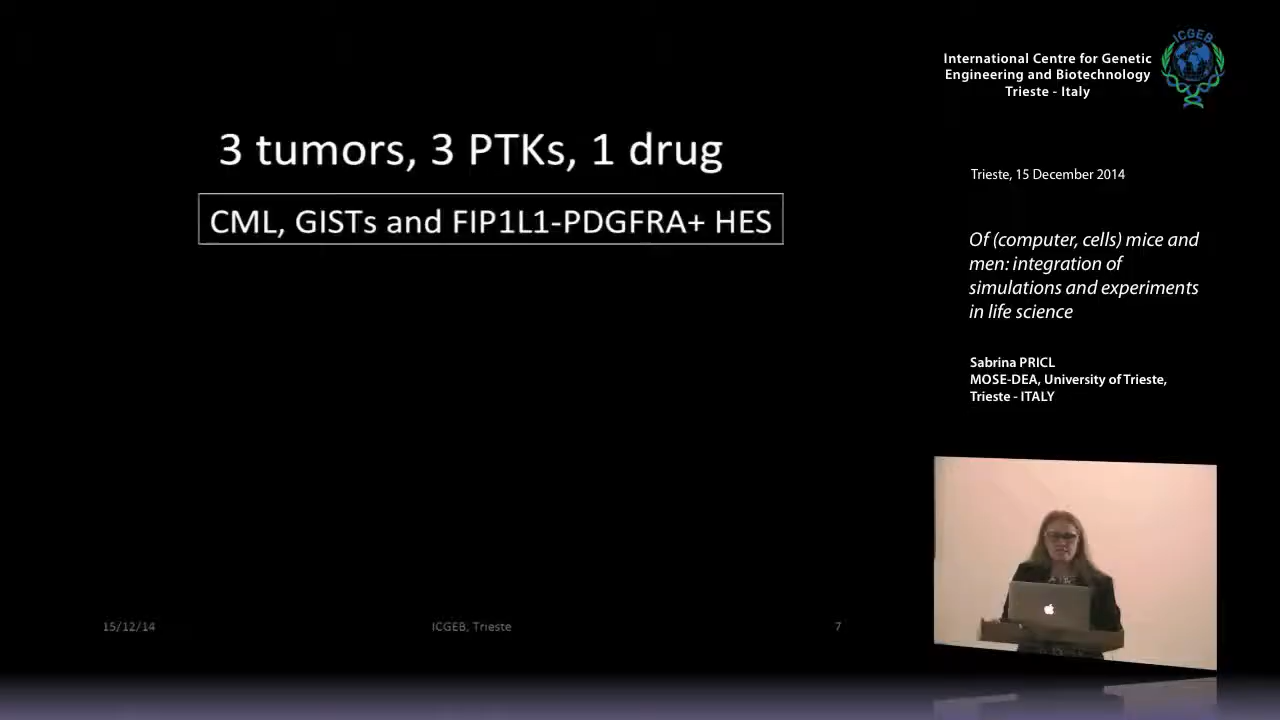 3 tumors, 3 PTKs, 1 drug
CML, GISTs and FIP1L1-PDGFRA+ HES
15/12/14
ICGEB, Trieste
7
International Centre for Genetic
Engineering and Biotechnology
Trieste - Italy
ICGEB
Trieste, 15 December 2014
Of (computer, cells) mice and
men: integration of
simulations and experiments
in life science
Sabrina PRICL
MOSE-DEA, University of Trieste,
Trieste - ITALY